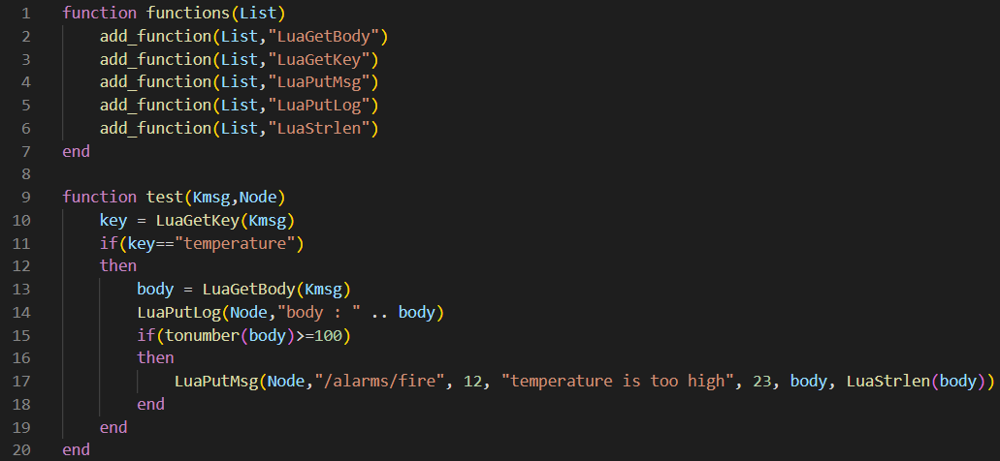 1 function functions(List)
2     add_function(List,"LuaGetBody")
3     add_function(List,"LuaGetKey")
4     add_function(List,"LuaPutMsg")
5     add_function(List,"LuaPutLog")
6     add_function(List,"LuaStrlen")
7 end
8
9 function test(Kmsg,Node)
10     key = LuaGetKey(Kmsg)
11     if(key=="temperature")
12     then
13         body = LuaGetBody(Kmsg)
14         LuaPutLog(Node,"body : " .. body)
15         if(tonumber(body)>=100)
16         then
17             LuaPutMsg(Node,"/alarms/fire", 12, "temperature is too high", 23, body, LuaStrlen(body))
18         end
19     end
20 end